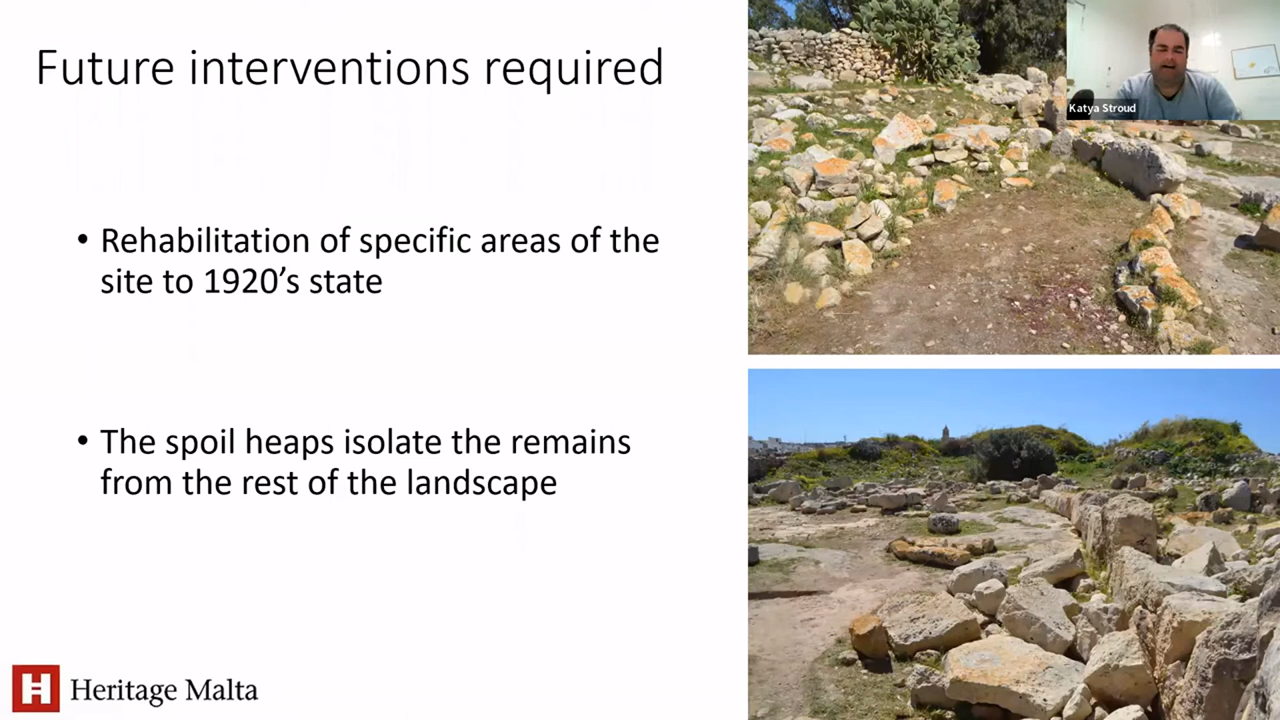 Future interventions required
Katya Stroud
• Rehabilitation of specific areas of the
site to 1920’s state
• The spoil heaps isolate the remains
from the rest of the landscape
H Heritage Malta